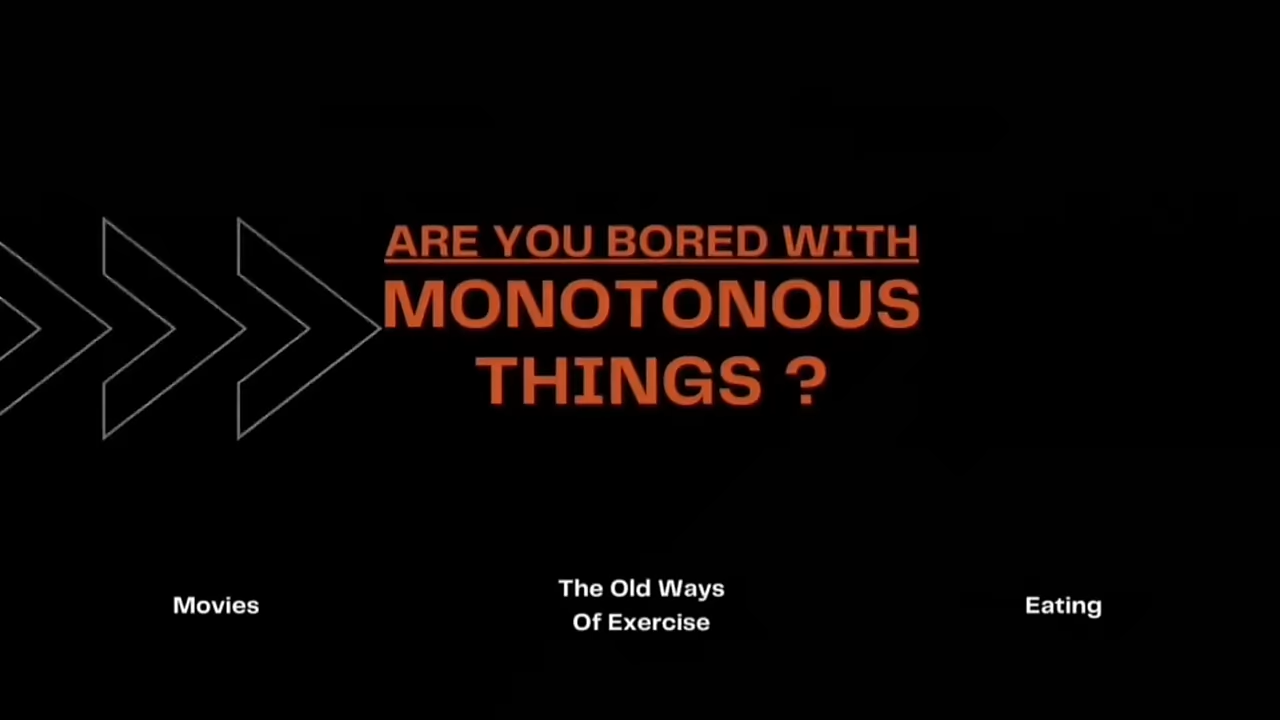 ARE YOU BORED WITH
MONOTONOUS
THINGS ?
Movies
The Old Ways
Of Exercise
Eating